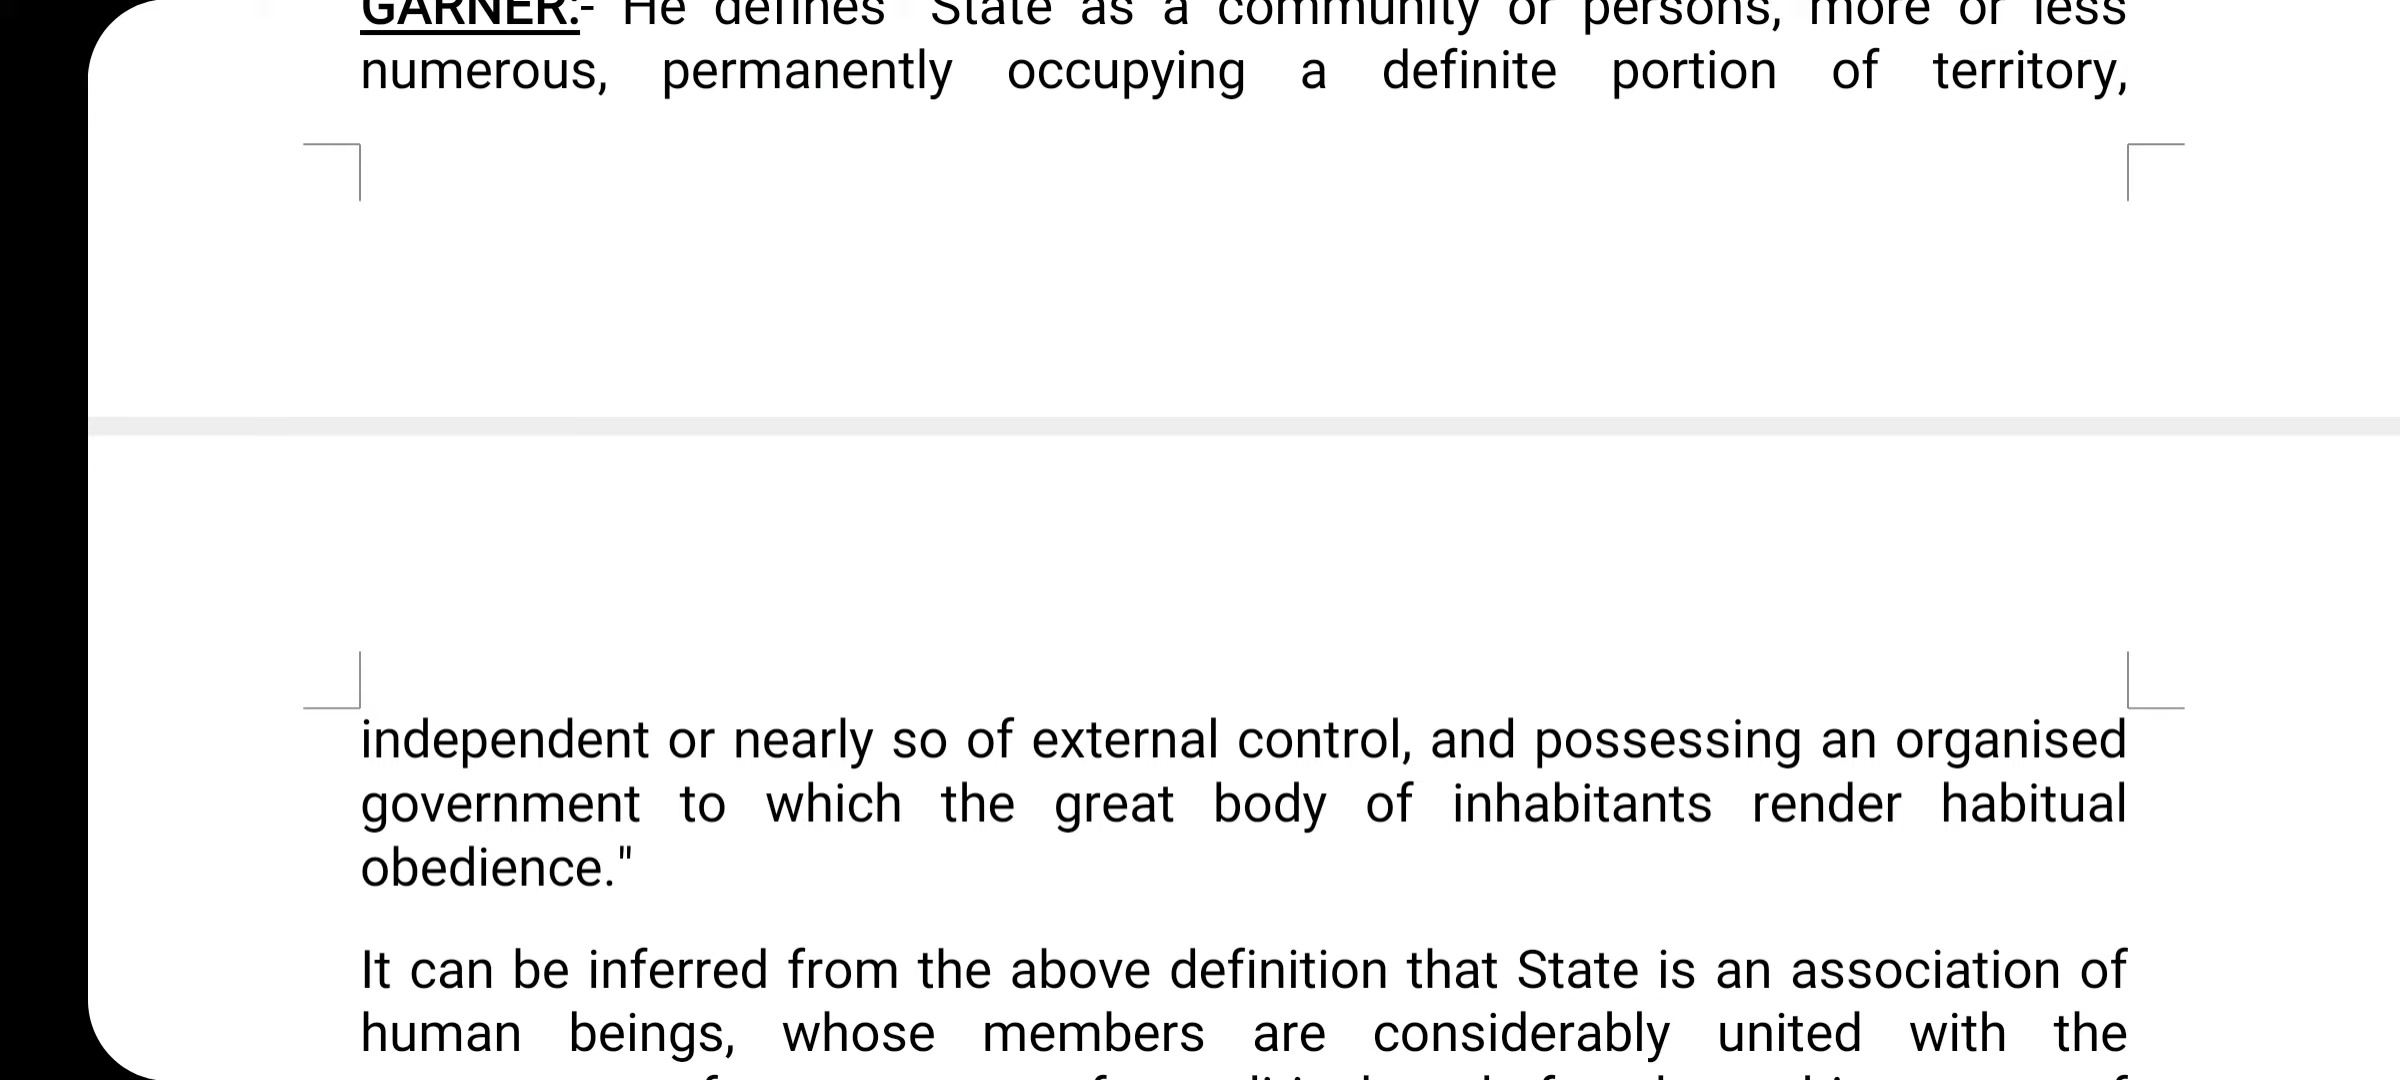 GARNER:- He defines "State as a community of persons, more or less
numerous, permanently occupying a definite portion of territory,
independent or nearly so of external control, and possessing an organised
government to which the great body of inhabitants render habitual
obedience."
It can be inferred from the above definition that State is an association of
human beings, whose members are considerably united with the